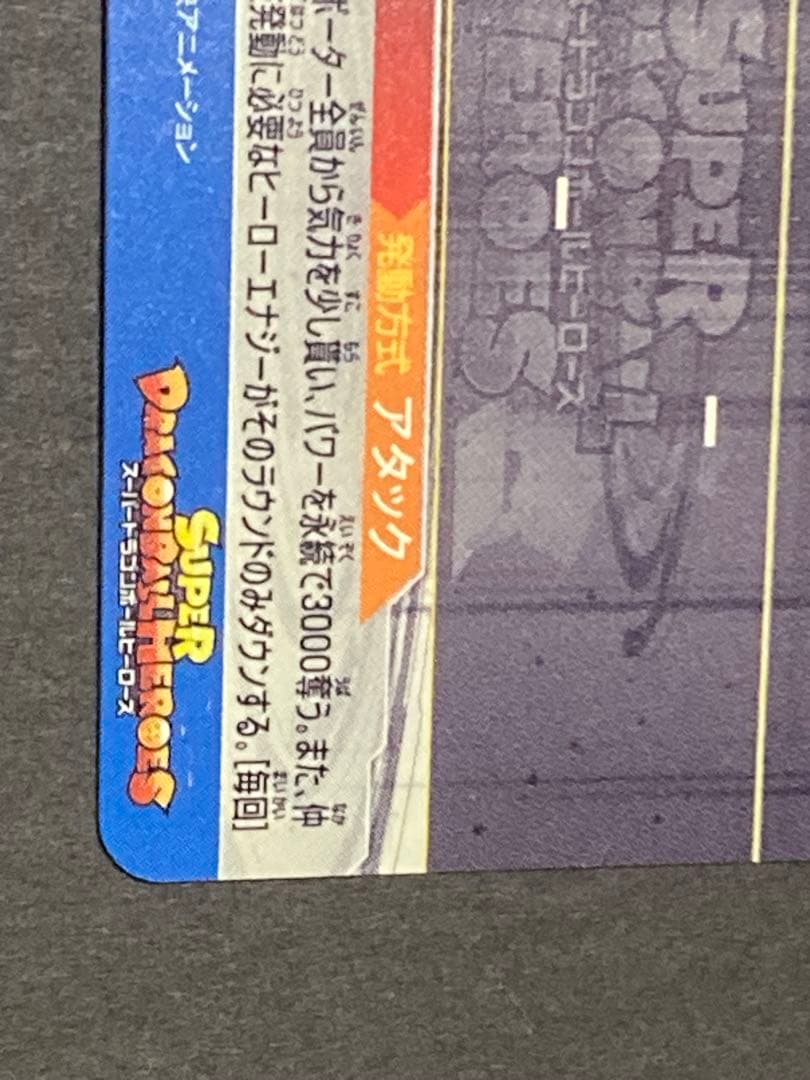 SUPER
DRAGON BALL
HEROES
スーパードラゴンボールヒーローズ
発動方式 アタック
ポーター全員から気力を少し貰い、パワーを永続で3000奪う。また、仲
発動に必要なヒーローエナジーがそのラウンドのみダウンする。[毎回]
アニメーション
SUPER
DRAGONBALL HEROES
スーパードラゴンボールヒーローズ